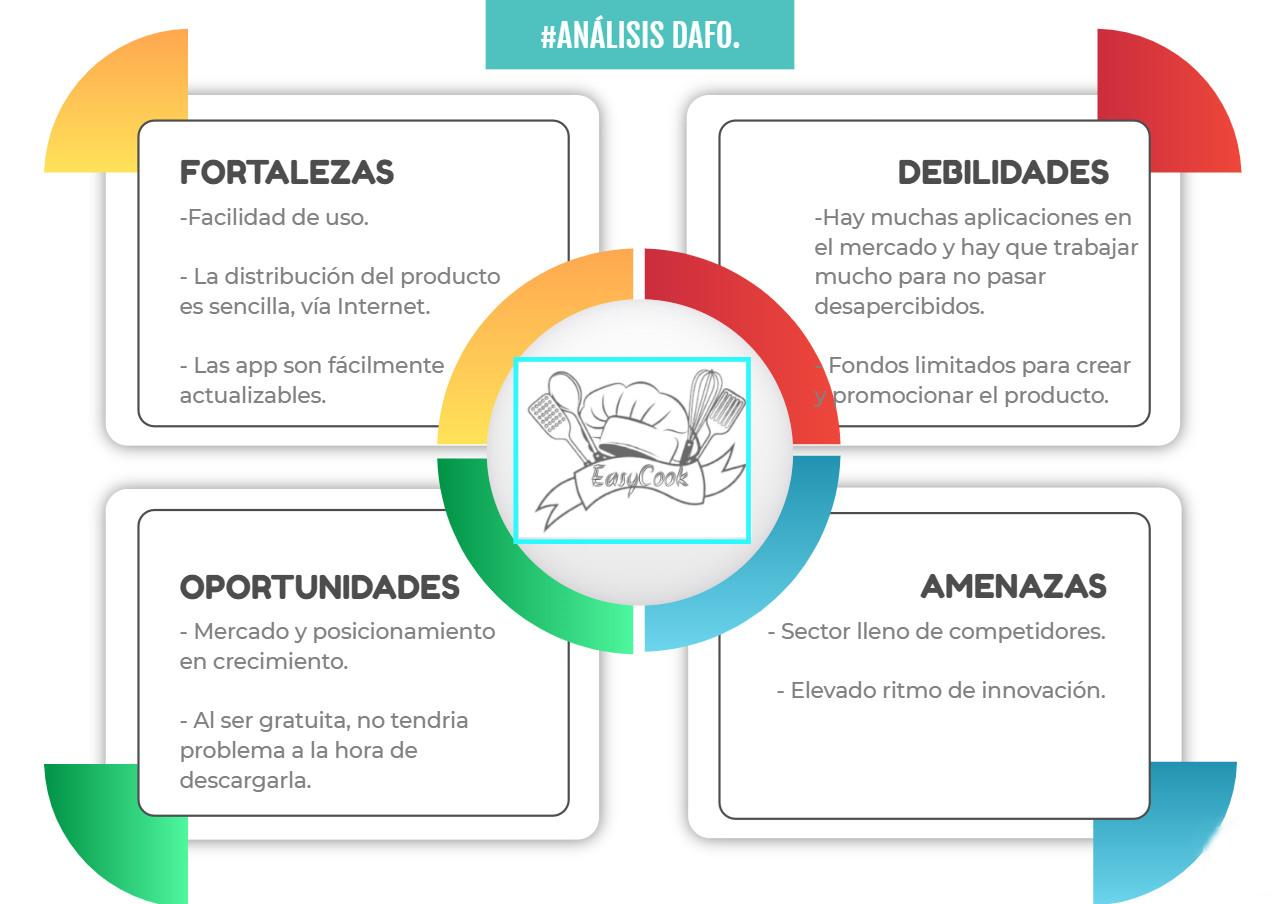 #ANÁLISIS DAFO.
FORTALEZAS
-Facilidad de uso.
- La distribución del producto
es sencilla, vía Internet.
- Las app son fácilmente
actualizables.
DEBILIDADES
-Hay muchas aplicaciones en
el mercado y hay que trabajar
mucho para no pasar
desapercibidos.
- Fondos limitados para crear
y promocionar el producto.
EasyCook
OPORTUNIDADES
- Mercado y posicionamiento
en crecimiento.
- Al ser gratuita, no tendria
problema a la hora de
descargarla.
AMENAZAS
- Sector lleno de competidores.
- Elevado ritmo de innovación.